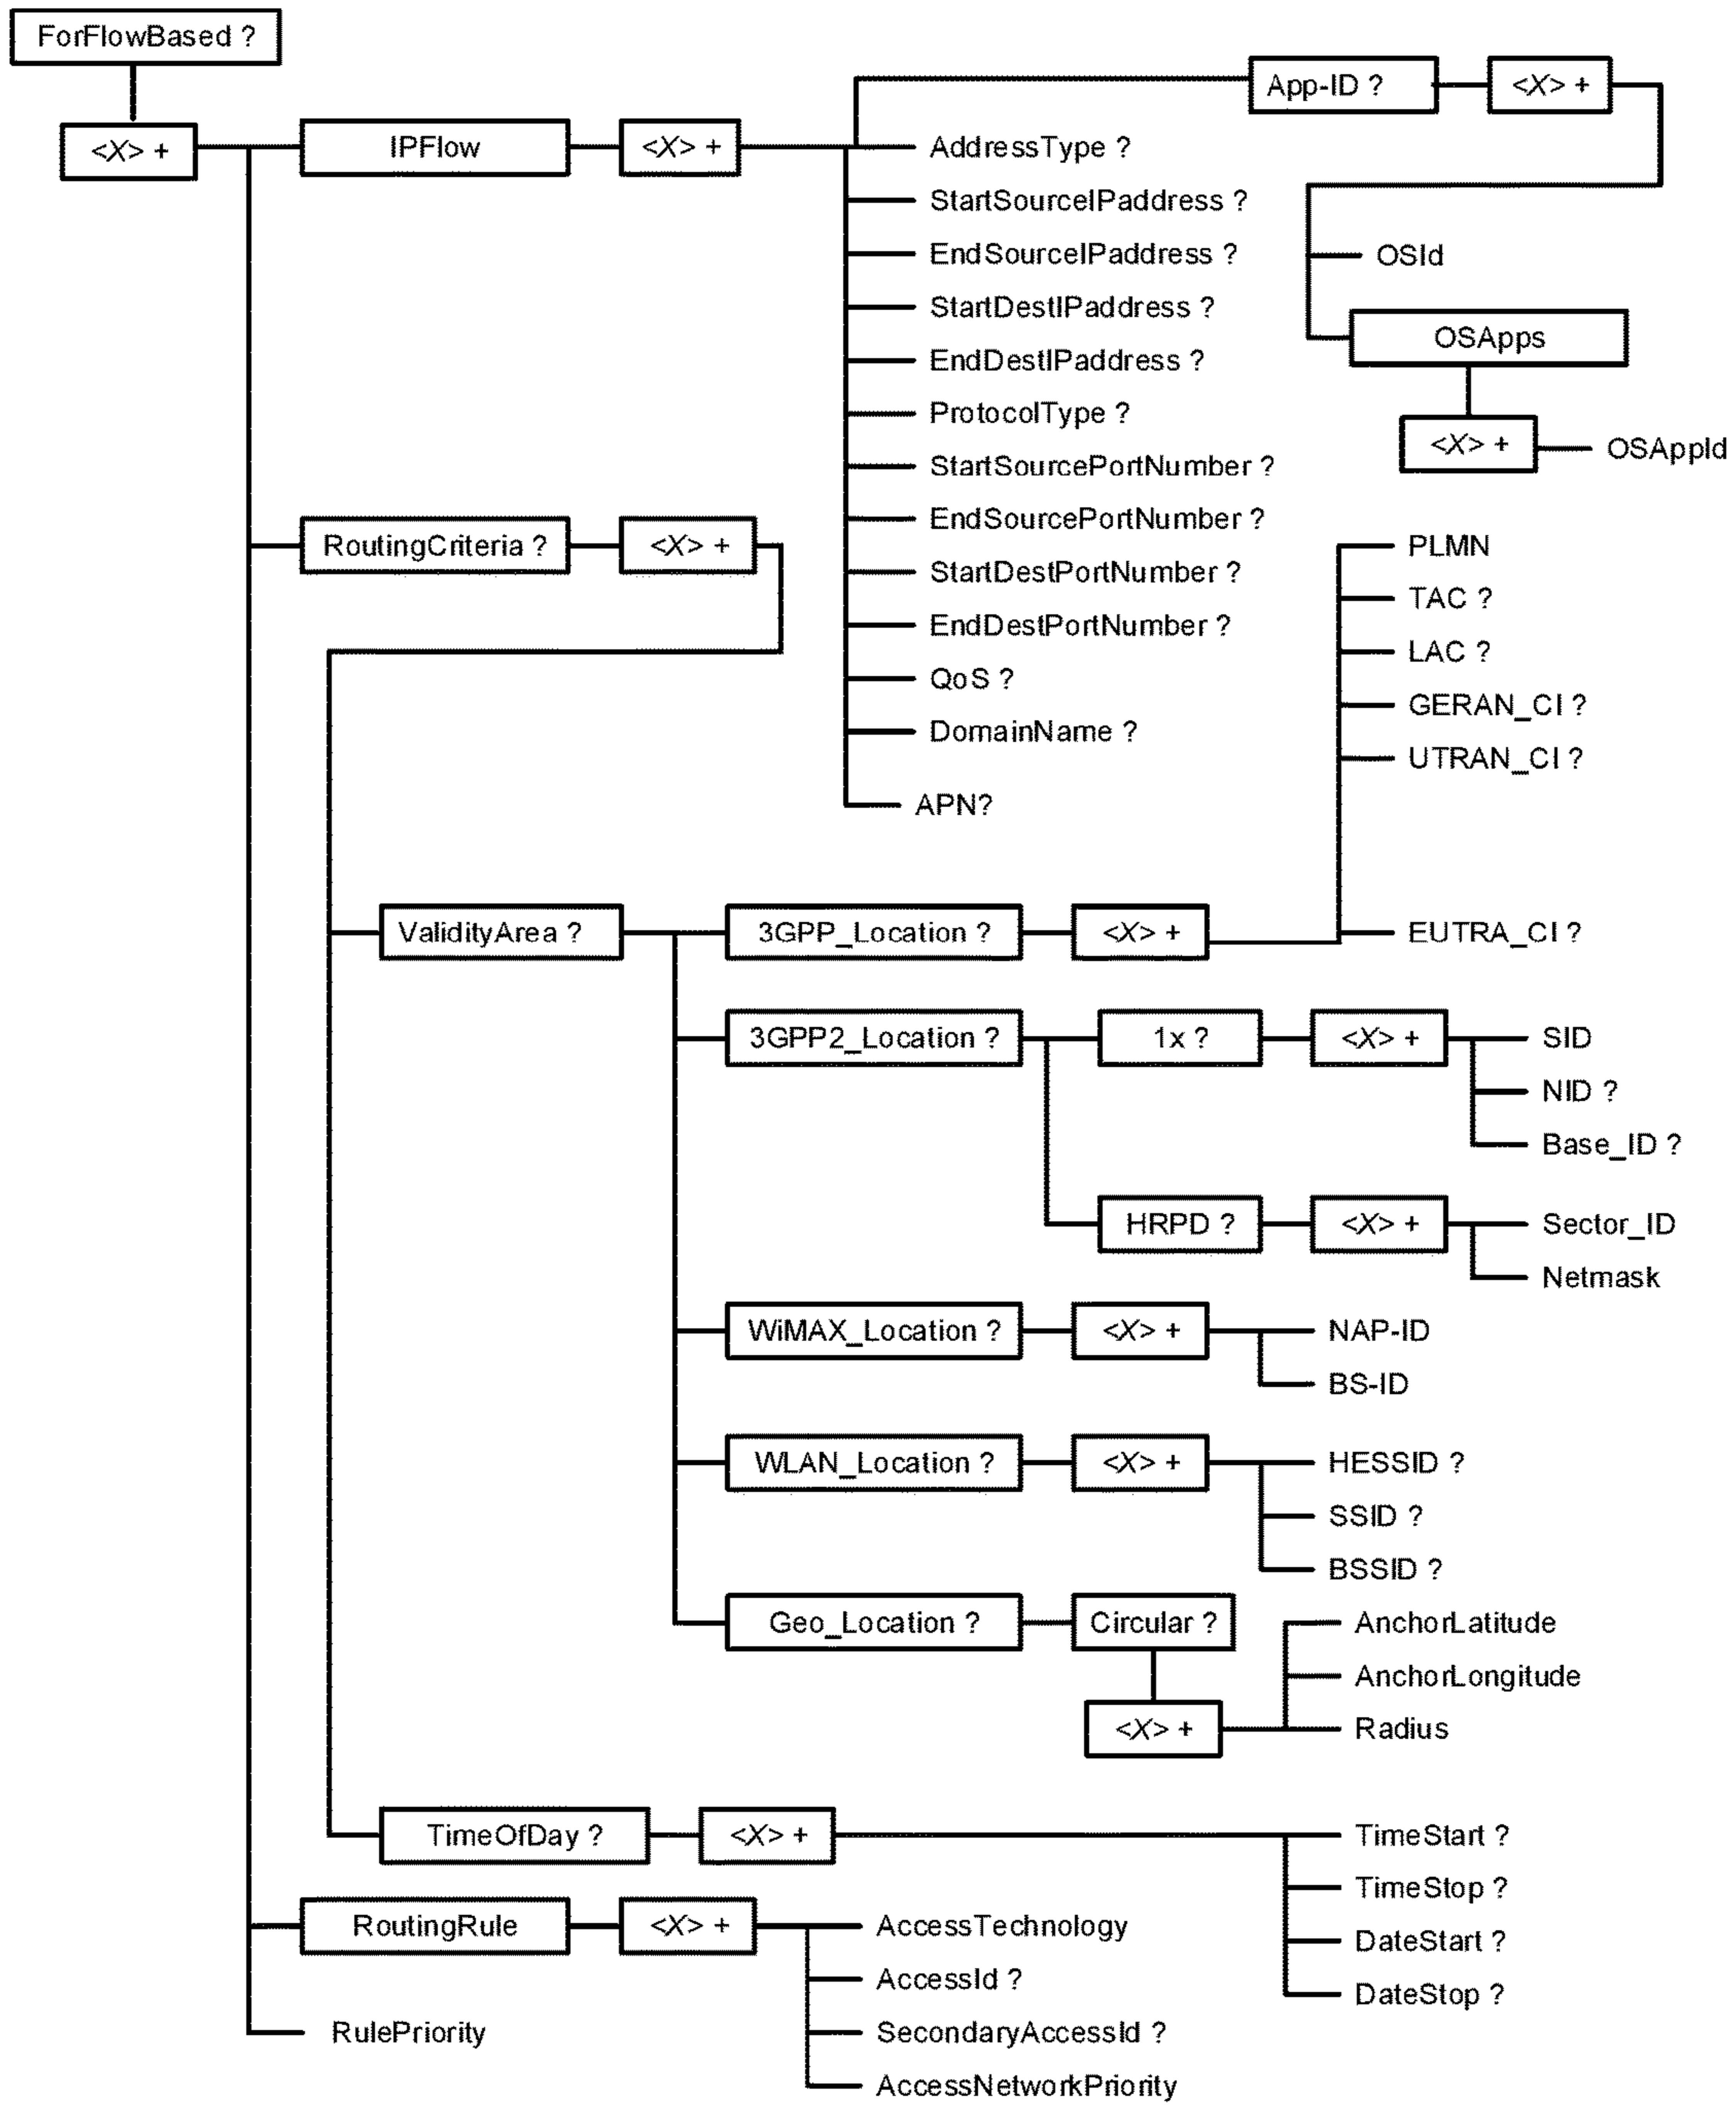 ForFlowBased ?
<X> +
IPFlow
<X> +
App-ID ?
<X> +
AddressType ?
StartSourceIPaddress ?
EndSourceIPaddress ?
StartDestIPaddress ?
EndDestIPaddress ?
ProtocolType ?
StartSourcePortNumber ?
EndSourcePortNumber ?
StartDestPortNumber ?
EndDestPortNumber ?
QoS ?
DomainName ?
APN?
OSId
OSApps
<X> +
OSAppId
RoutingCriteria ?
<X> +
ValidityArea ?
3GPP_Location ?
<X> +
PLMN
TAC ?
LAC ?
GERAN_CI ?
UTRAN_CI ?
EUTRA_CI ?
3GPP2_Location ?
1x ?
<X> +
SID
NID ?
Base_ID ?
HRPD ?
<X> +
Sector_ID
Netmask
WiMAX_Location ?
<X> +
NAP-ID
BS-ID
WLAN_Location ?
<X> +
HESSID ?
SSID ?
BSSID ?
Geo_Location ?
Circular ?
<X> +
AnchorLatitude
AnchorLongitude
Radius
TimeOfDay ?
<X> +
TimeStart ?
TimeStop ?
DateStart ?
DateStop ?
RoutingRule
<X> +
AccessTechnology
AccessId ?
SecondaryAccessId ?
AccessNetworkPriority
RulePriority